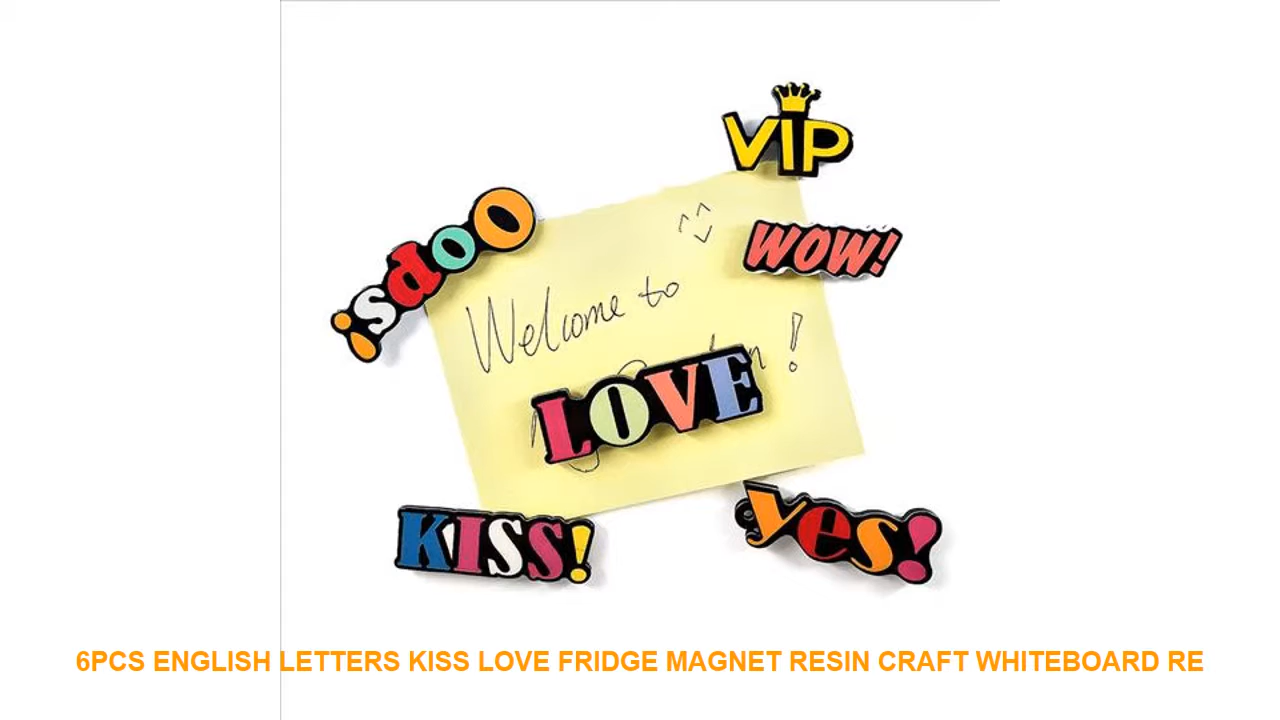 VIP
Oops!
WOW!
Welcome to
!
LOVE
KISS!
yes!
6PCS ENGLISH LETTERS KISS LOVE FRIDGE MAGNET RESIN CRAFT WHITEBOARD RE